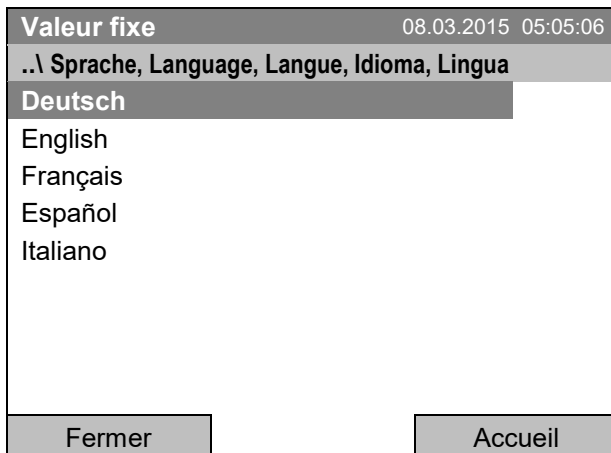 Valeur fixe 08.03.2015 05:05:06
..\ Sprache, Language, Langue, Idioma, Lingua
Deutsch
English
Français
Español
Italiano
Fermer Accueil